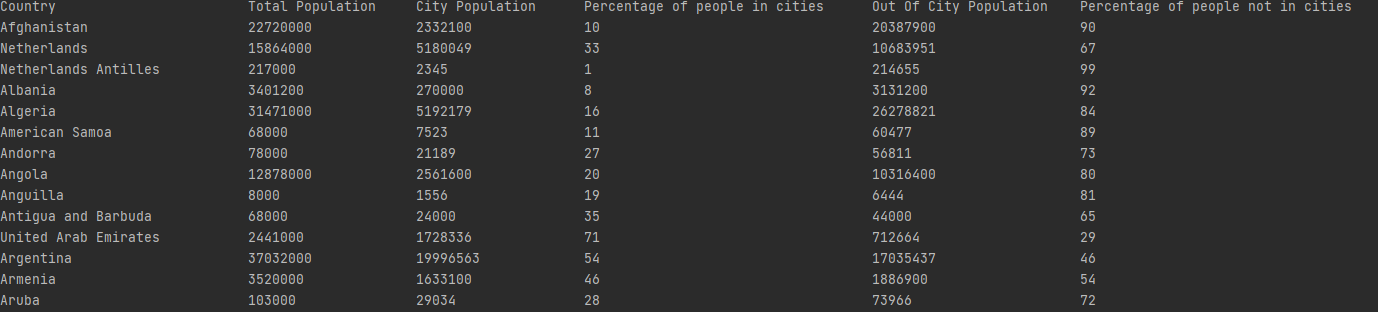 Country Total Population City Population Percentage of people in cities Out Of City Population Percentage of people not in cities
Afghanistan 22720000 2332100 10 20387900 90
Netherlands 15864000 5180049 33 10683951 67
Netherlands Antilles 217000 2345 1 214655 99
Albania 3401200 270000 8 3131200 92
Algeria 31471000 5192179 16 26278821 84
American Samoa 68000 7523 11 60477 89
Andorra 78000 21189 27 56811 73
Angola 12878000 2561600 20 10316400 80
Anguilla 8000 1556 19 6444 81
Antigua and Barbuda 68000 24000 35 44000 65
United Arab Emirates 2441000 1728336 71 712664 29
Argentina 37032000 19996563 54 17035437 46
Armenia 3520000 1633100 46 1886900 54
Aruba 103000 29034 28 73966 72